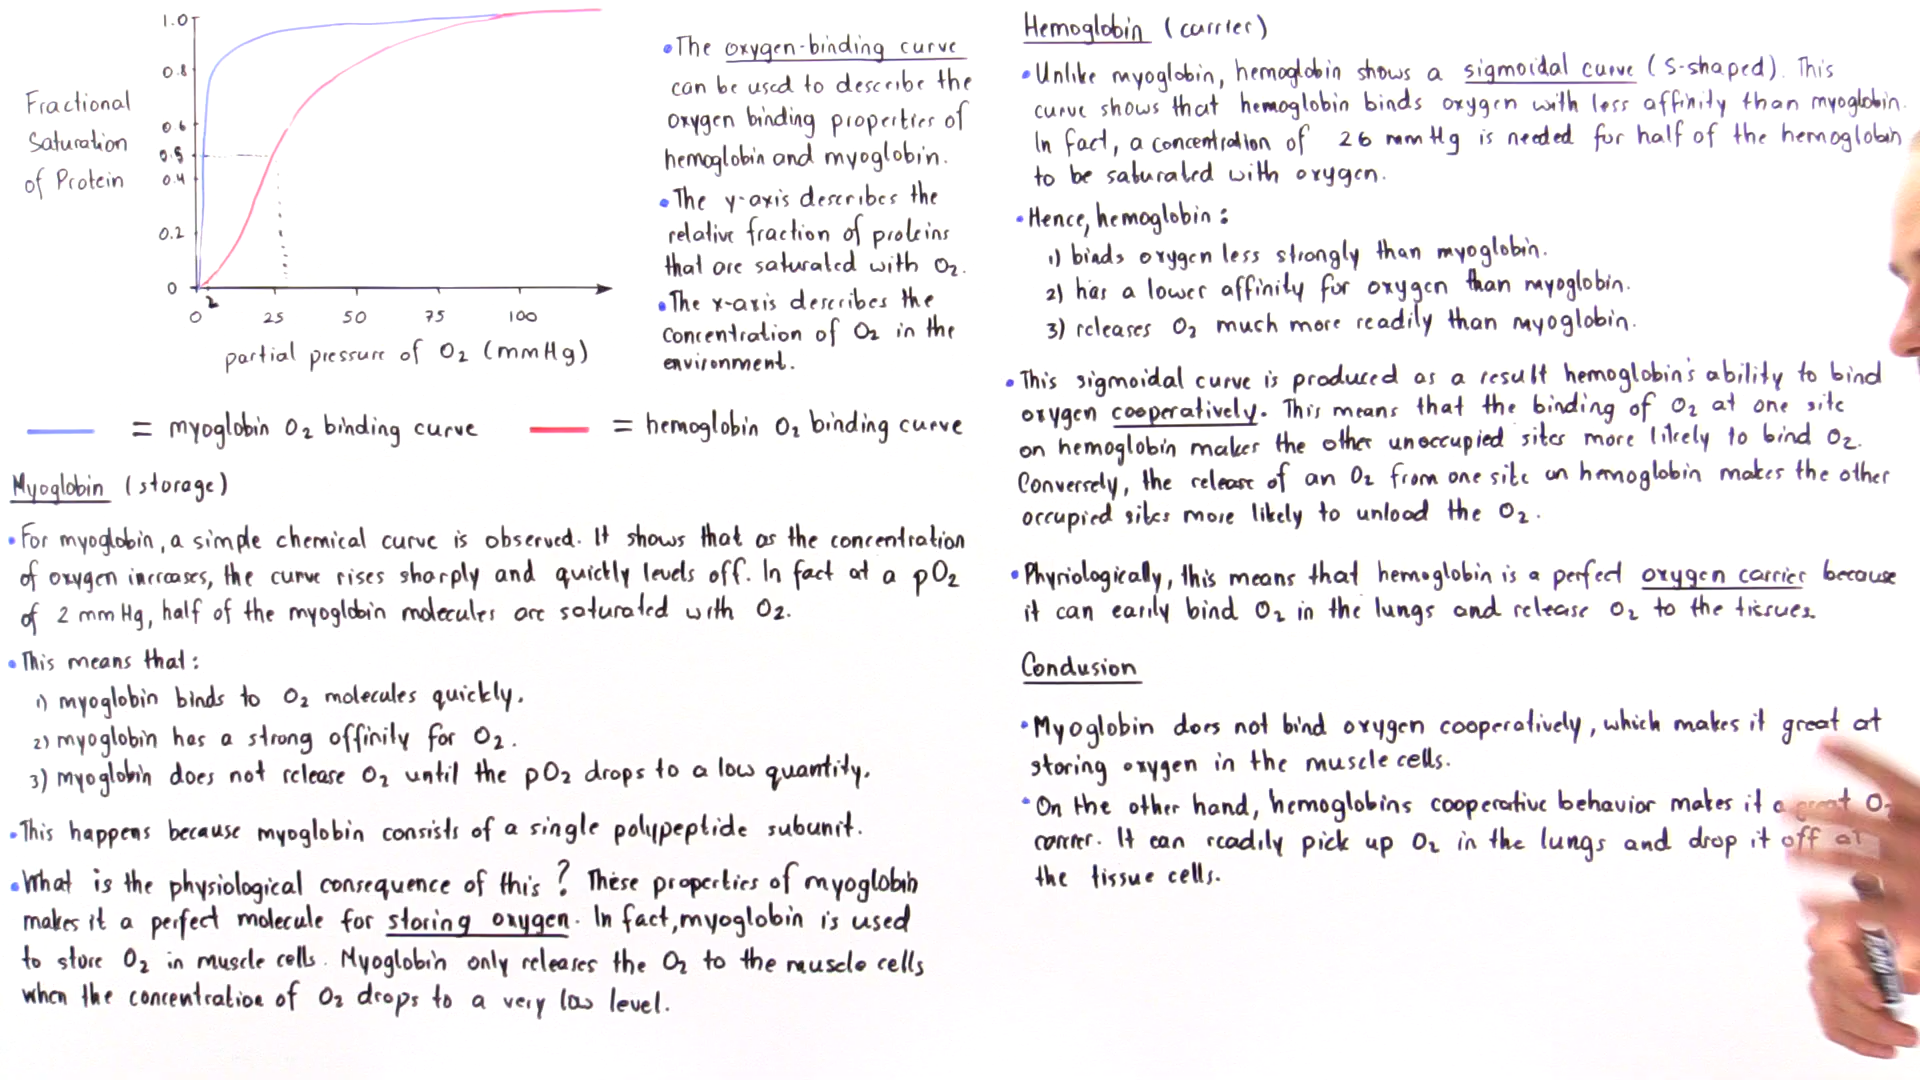 1.0
0.8
0.6
0.5
0.4
0.2
0
Fractional
Saturation
of Protein
0 2 25 50 75 100
partial pressure of O2 (mmHg)
• The oxygen-binding curve
can be used to describe the
oxygen binding properties of
hemoglobin and myoglobin.
• The y-axis describes the
relative fraction of proteins
that are saturated with O2.
• The x-axis describes the
concentration of O2 in the
environment.
= myoglobin O2 binding curve
= hemoglobin O2 binding curve
Myoglobin (storage)
• For myoglobin, a simple chemical curve is observed. It shows that as the concentration
of oxygen increases, the curve rises sharply and quickly levels off. In fact at a pO2
of 2 mmHg, half of the myoglobin molecules are saturated with O2.
• This means that:
1) myoglobin binds to O2 molecules quickly.
2) myoglobin has a strong affinity for O2.
3) myoglobin does not release O2 until the pO2 drops to a low quantity.
• This happens because myoglobin consists of a single polypeptide subunit.
• What is the physiological consequence of this? These properties of myoglobin
makes it a perfect molecule for storing oxygen. In fact, myoglobin is used
to store O2 in muscle cells. Myoglobin only releases the O2 to the muscle cells
when the concentration of O2 drops to a very low level.
Hemoglobin (carrier)
• Unlike myoglobin, hemoglobin shows a sigmoidal curve (S-shaped). This
curve shows that hemoglobin binds oxygen with less affinity than myoglobin.
In fact, a concentration of 26 mmHg is needed for half of the hemoglobin
to be saturated with oxygen.
• Hence, hemoglobin:
1) binds oxygen less strongly than myoglobin.
2) has a lower affinity for oxygen than myoglobin.
3) releases O2 much more readily than myoglobin.
• This sigmoidal curve is produced as a result hemoglobin's ability to bind
oxygen cooperatively. This means that the binding of O2 at one site
on hemoglobin makes the other unoccupied sites more likely to bind O2.
Conversely, the release of an O2 from one site on hemoglobin makes the other
occupied sites more likely to unload the O2.
• Physiologically, this means that hemoglobin is a perfect oxygen carrier because
it can easily bind O2 in the lungs and release O2 to the tissues.
Conclusion
• Myoglobin does not bind oxygen cooperatively, which makes it great at
storing oxygen in the muscle cells.
• On the other hand, hemoglobins cooperative behavior makes it a great O2
carrier. It can readily pick up O2 in the lungs and drop it off at
the tissue cells.